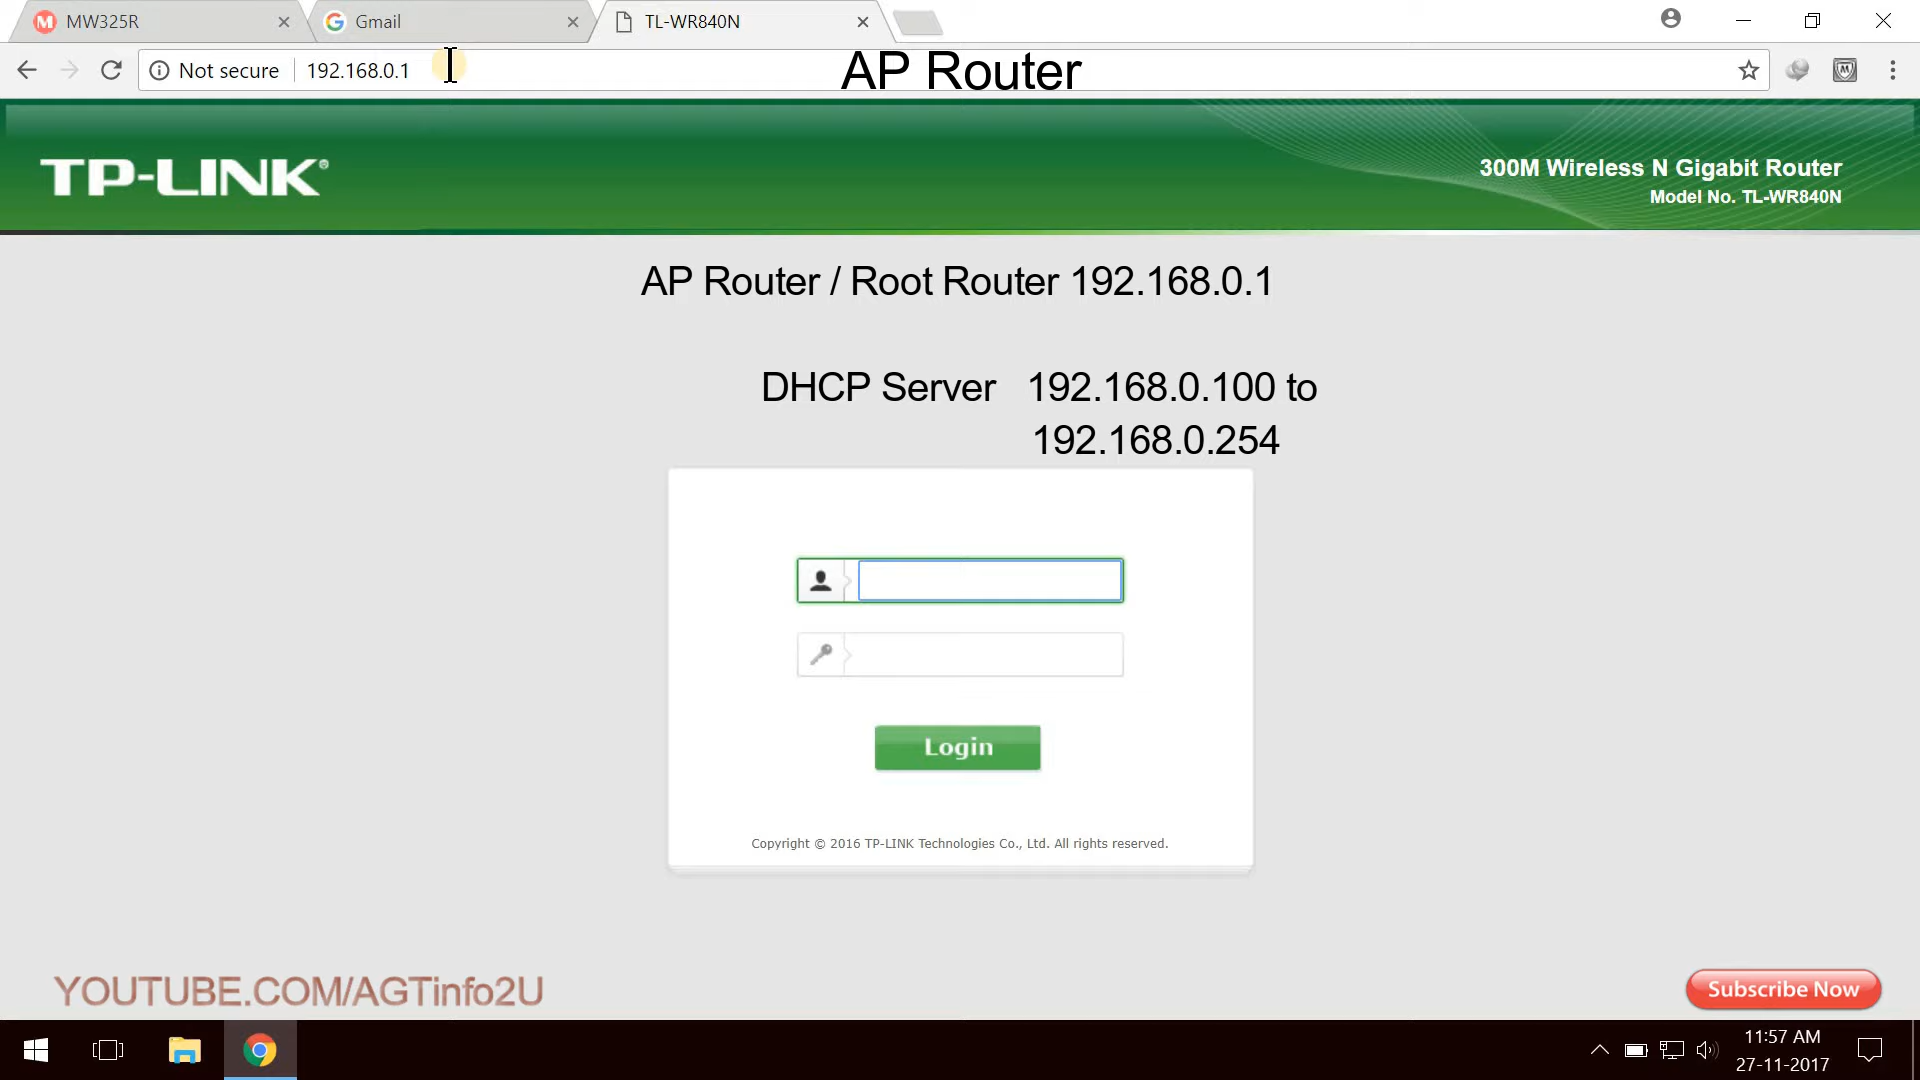 MW325R
Gmail
TL-WR840N
Not secure
192.168.0.1
AP Router
TP-LINK®
300M Wireless N Gigabit Router
Model No. TL-WR840N
AP Router / Root Router 192.168.0.1
DHCP Server 192.168.0.100 to
192.168.0.254
Login
Copyright © 2016 TP-LINK Technologies Co., Ltd. All rights reserved.
YOUTUBE.COM/AGTinfo2U
Subscribe Now
11:57 AM
27-11-2017